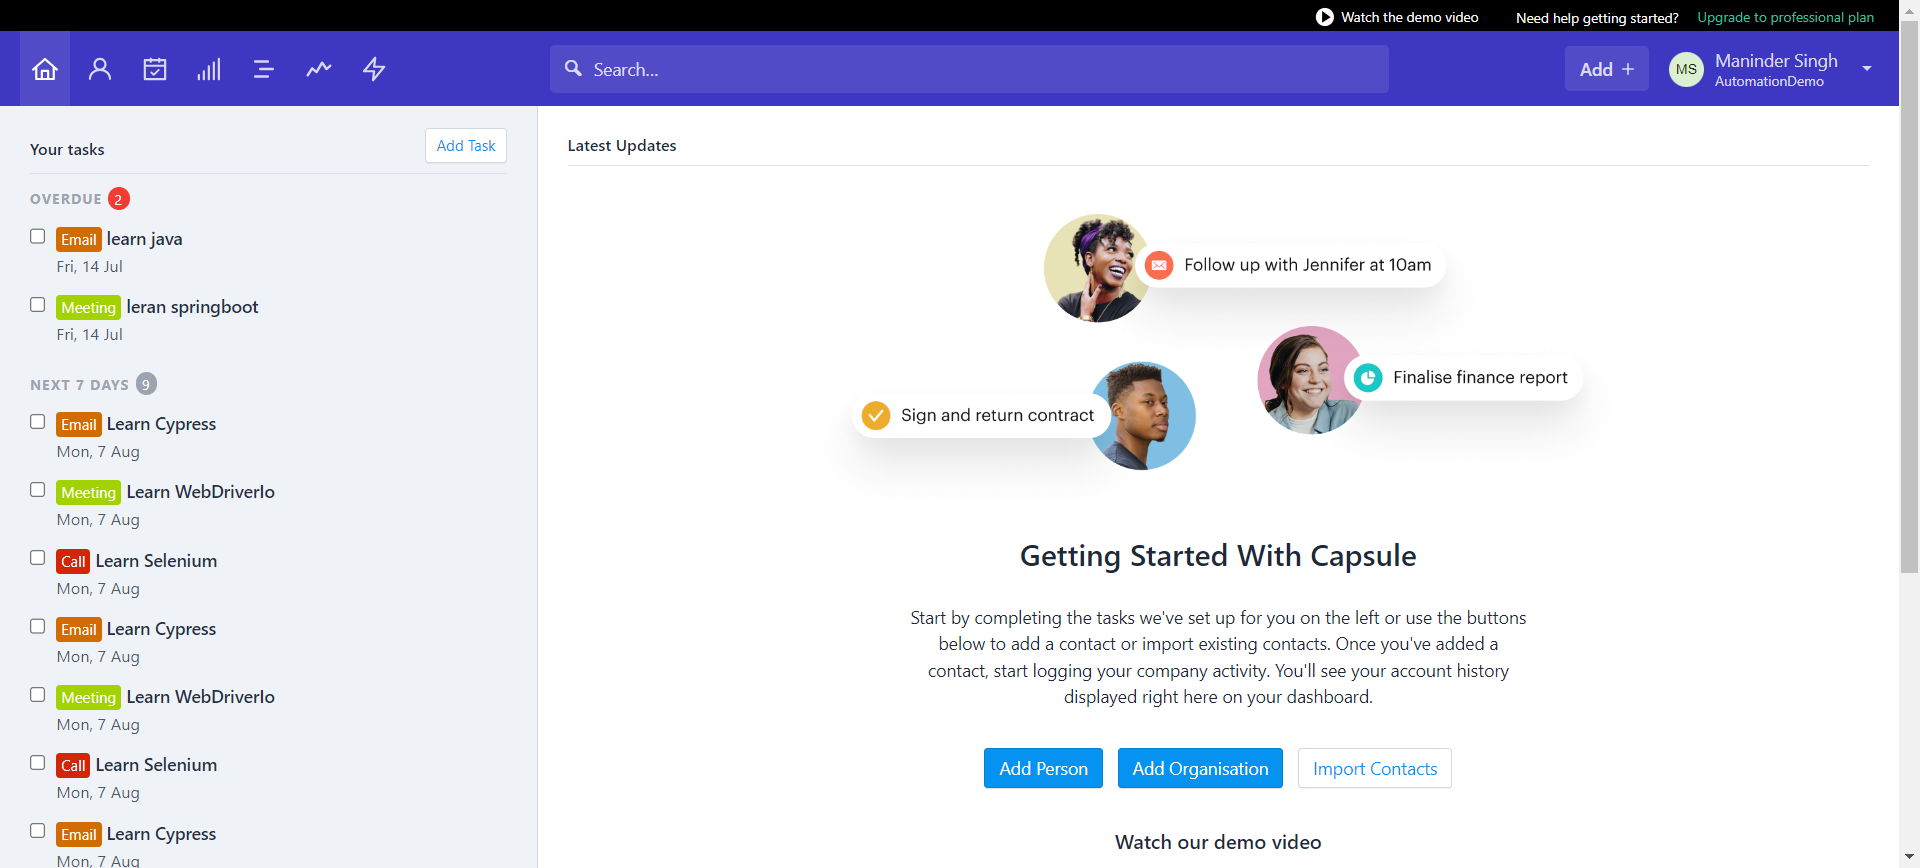 Watch the demo video Need help getting started? Upgrade to professional plan
Search... Add + MS Maninder Singh
AutomationDemo
Your tasks Add Task
OVERDUE 2
Email learn java
Fri, 14 Jul
Meeting leran springboot
Fri, 14 Jul
NEXT 7 DAYS 9
Email Learn Cypress
Mon, 7 Aug
Meeting Learn WebDriverIo
Mon, 7 Aug
Call Learn Selenium
Mon, 7 Aug
Email Learn Cypress
Mon, 7 Aug
Meeting Learn WebDriverIo
Mon, 7 Aug
Call Learn Selenium
Mon, 7 Aug
Email Learn Cypress
Mon, 7 Aug
Latest Updates
Follow up with Jennifer at 10am
Finalise finance report
Sign and return contract
Getting Started With Capsule
Start by completing the tasks we've set up for you on the left or use the buttons
below to add a contact or import existing contacts. Once you've added a
contact, start logging your company activity. You'll see your account history
displayed right here on your dashboard.
Add Person Add Organisation Import Contacts
Watch our demo video